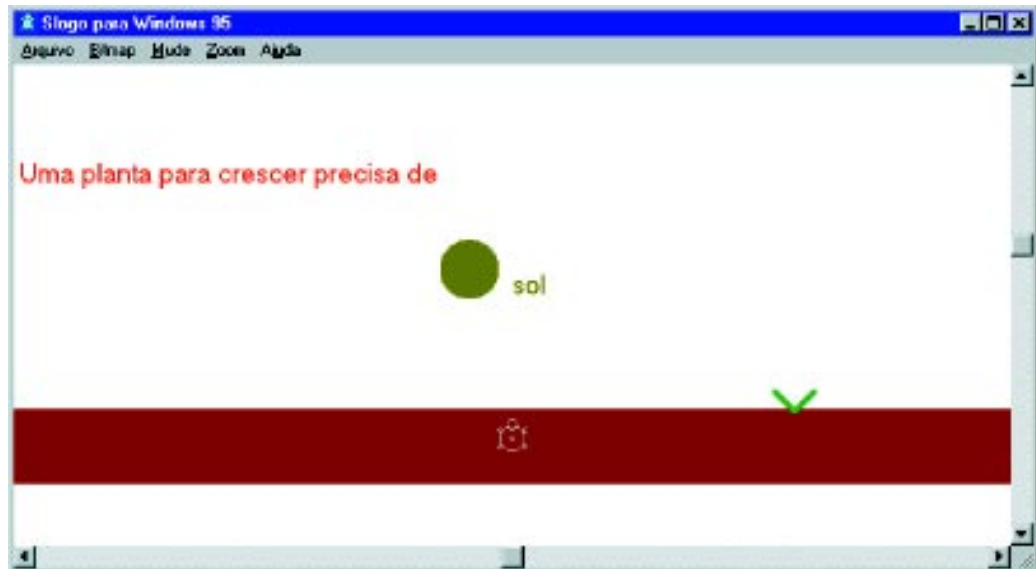 Slogo para Windows 95
Arquivo Bitmap Mude Zoom Ajuda
Uma planta para crescer precisa de
sol